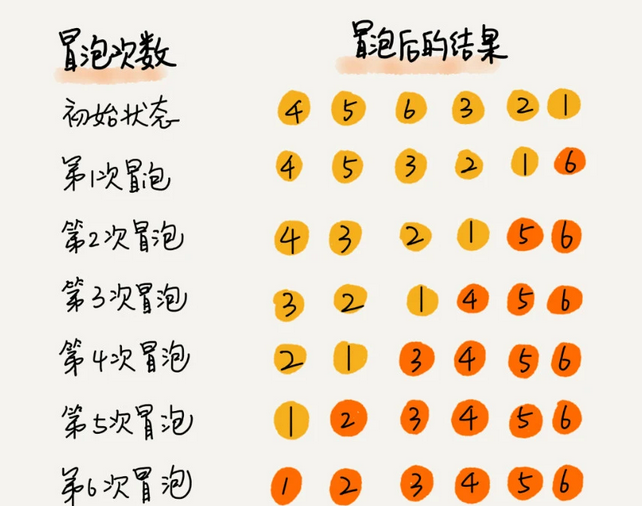 冒泡次数 冒泡后的结果
初始状态 4 5 6 3 2 1
第1次冒泡 4 5 3 2 1 6
第2次冒泡 4 3 2 1 5 6
第3次冒泡 3 2 1 4 5 6
第4次冒泡 2 1 3 4 5 6
第5次冒泡 1 2 3 4 5 6
第6次冒泡 1 2 3 4 5 6